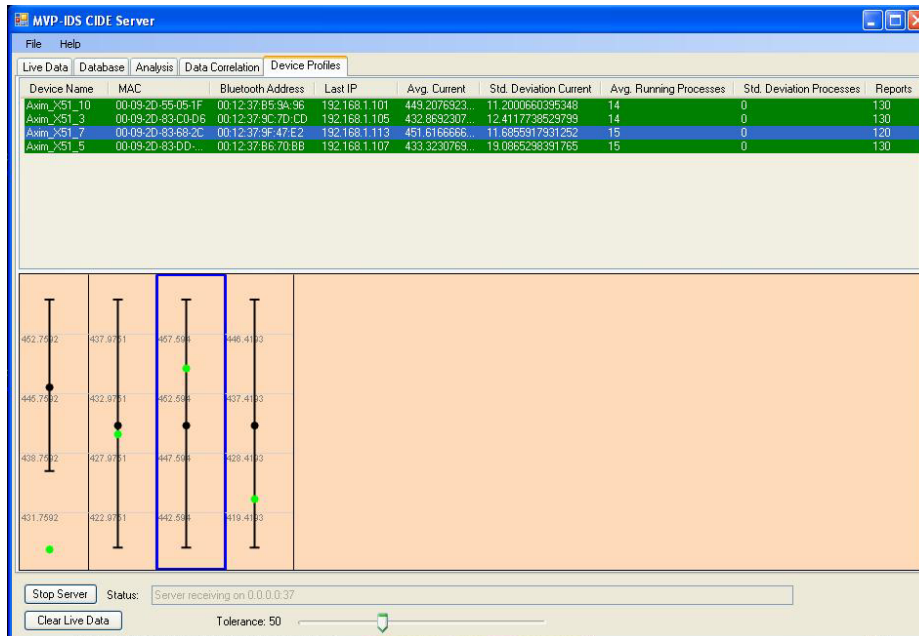 MVP-IDS CIDE Server
File Help
Live Data Database Analysis Data Correlation Device Profiles
Device Name MAC Bluetooth Address Last IP Avg. Current Std. Deviation Current Avg. Running Processes Std. Deviation Processes Reports
Axim_X51_10 00-09-2D-55-05-1F 00:12:37:B5:9A:96 192.168.1.101 449.2076923... 11.2000660395348 14 0 130
Axim_X51_3 00-09-2D-83-C0-D6 00:12:37:9C:7D:CD 192.168.1.105 432.8692307... 12.4117738529799 14 0 130
Axim_X51_7 00-09-2D-83-68-2C 00:12:37:9F:47:E2 192.168.1.113 451.6166666... 11.6855917931252 15 0 120
Axim_X51_5 00-09-2D-83-DD-... 00:12:37:B6:70:BB 192.168.1.107 433.3230769... 19.0865298391765 15 0 130
452.7592 437.9751 457.594 446.4193
445.7592 432.9751 452.594 437.4193
438.7592 427.9751 447.594 428.4193
431.7592 422.9751 442.594 419.4193
Stop Server Status: Server receiving on 0.0.0.0:37
Clear Live Data Tolerance: 50